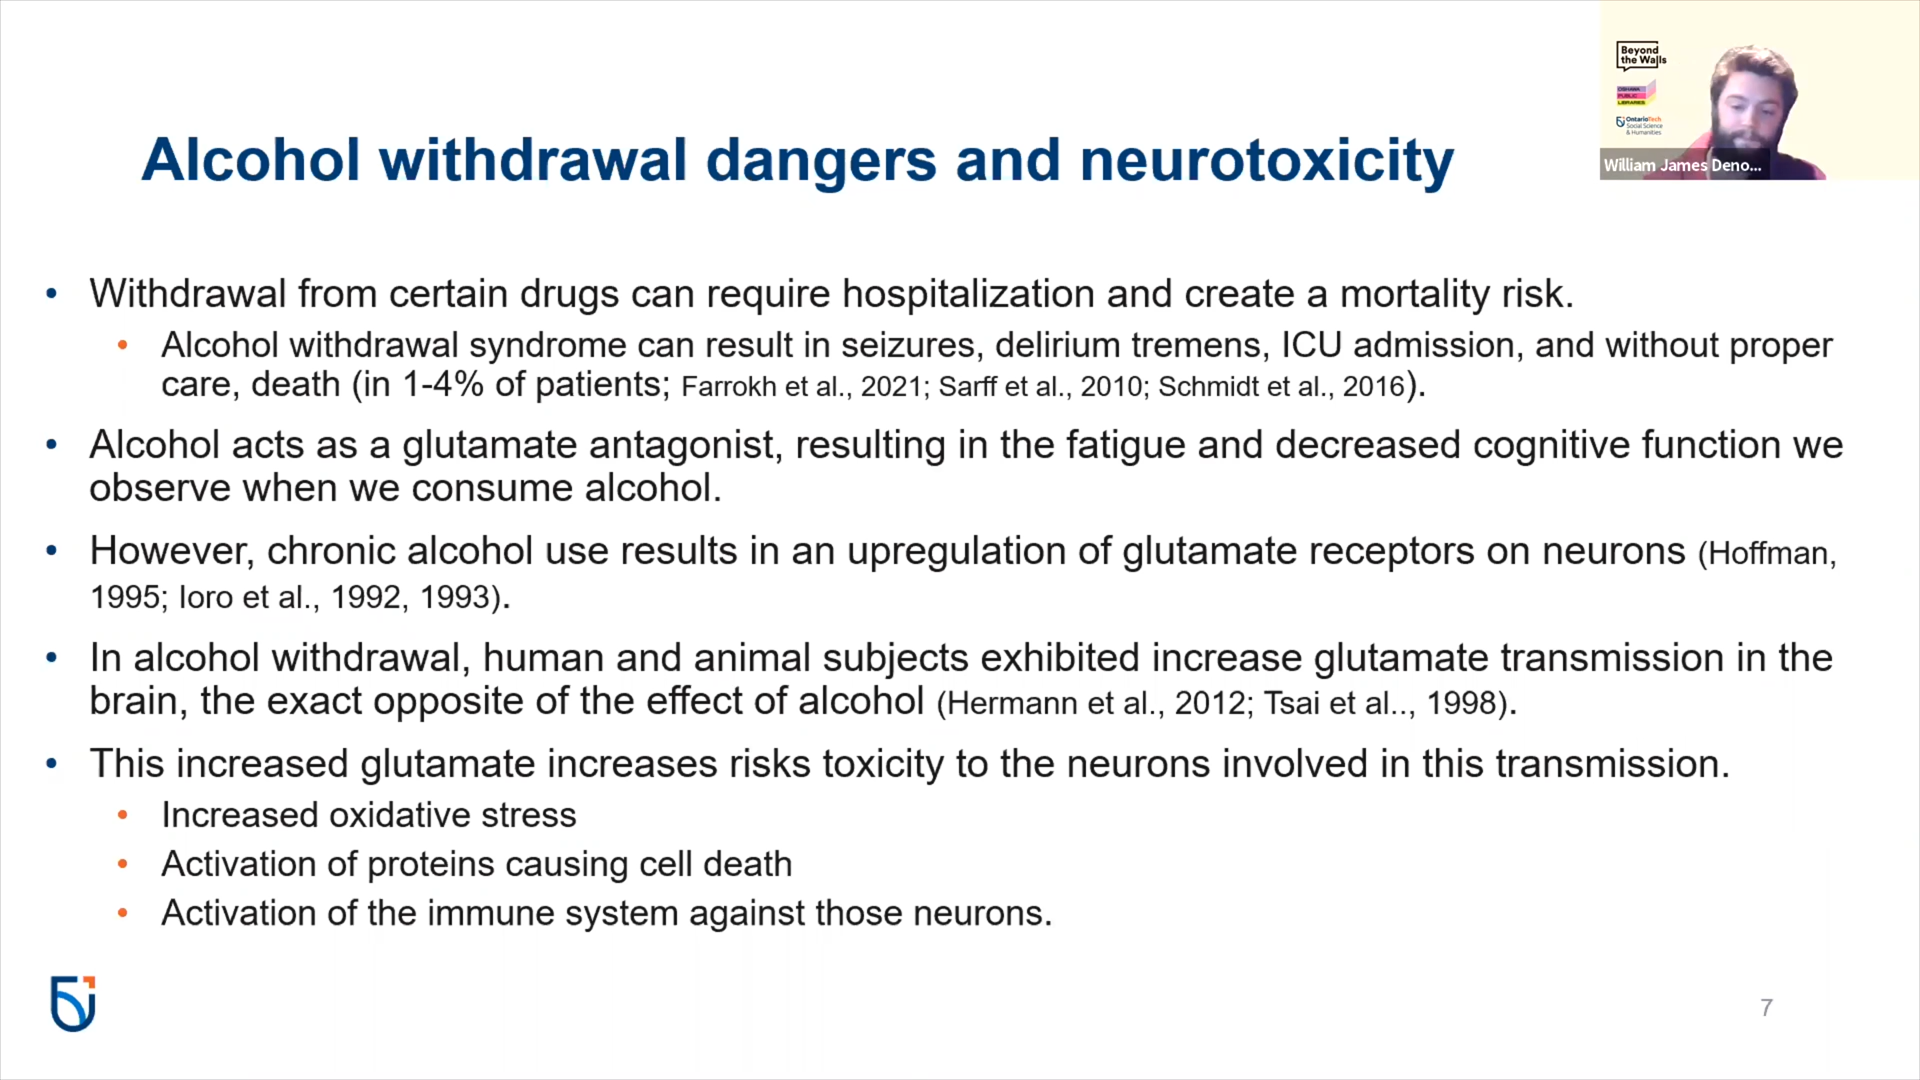 Beyond
the Walls
OSHAWA
PUBLIC
LIBRARIES
OntarioTech
Social Science
& Humanities
William James Deno...
Alcohol withdrawal dangers and neurotoxicity
• Withdrawal from certain drugs can require hospitalization and create a mortality risk.
• Alcohol withdrawal syndrome can result in seizures, delirium tremens, ICU admission, and without proper
care, death (in 1-4% of patients; Farrokh et al., 2021; Sarff et al., 2010; Schmidt et al., 2016).
• Alcohol acts as a glutamate antagonist, resulting in the fatigue and decreased cognitive function we
observe when we consume alcohol.
• However, chronic alcohol use results in an upregulation of glutamate receptors on neurons (Hoffman,
1995; Ioro et al., 1992, 1993).
• In alcohol withdrawal, human and animal subjects exhibited increase glutamate transmission in the
brain, the exact opposite of the effect of alcohol (Hermann et al., 2012; Tsai et al.., 1998).
• This increased glutamate increases risks toxicity to the neurons involved in this transmission.
• Increased oxidative stress
• Activation of proteins causing cell death
• Activation of the immune system against those neurons.
7